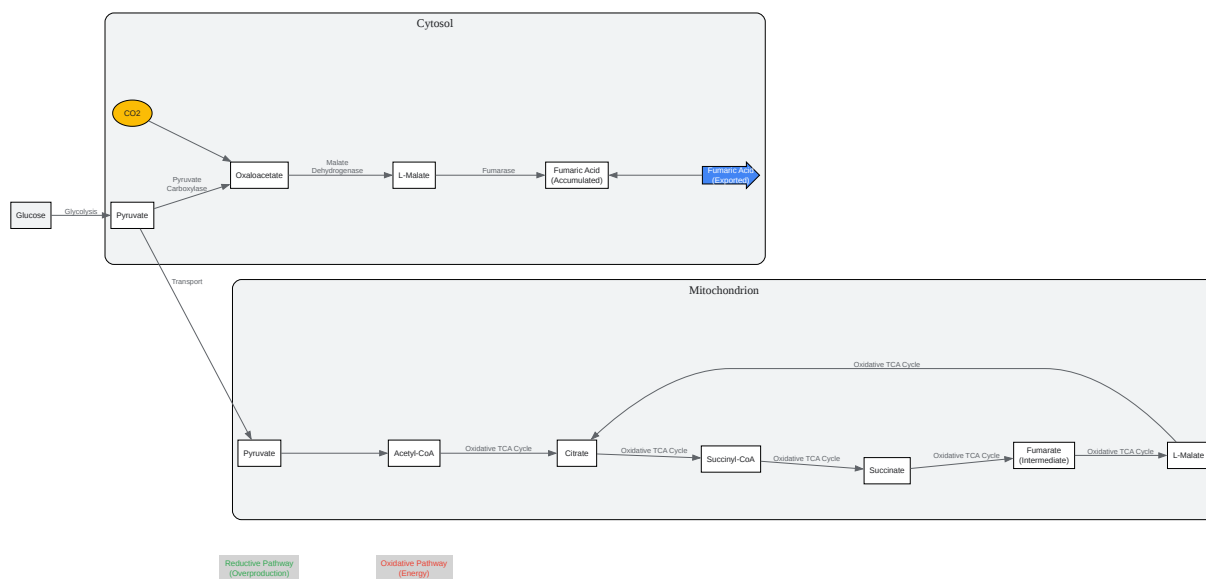 Cytosol
CO2
Malate
Dehydrogenase
Fumarase
Oxaloacetate
L-Malate
Fumaric Acid
(Accumulated)
Fumaric Acid
(Exported)
Pyruvate
Carboxylase
Glucose
Glycolysis
Pyruvate
Transport
Mitochondrion
Oxidative TCA Cycle
Pyruvate
Acetyl-CoA
Oxidative TCA Cycle
Citrate
Oxidative TCA Cycle
Succinyl-CoA
Oxidative TCA Cycle
Succinate
Oxidative TCA Cycle
Fumarate
(Intermediate)
Oxidative TCA Cycle
L-Malate
Reductive Pathway
(Overproduction)
Oxidative Pathway
(Energy)